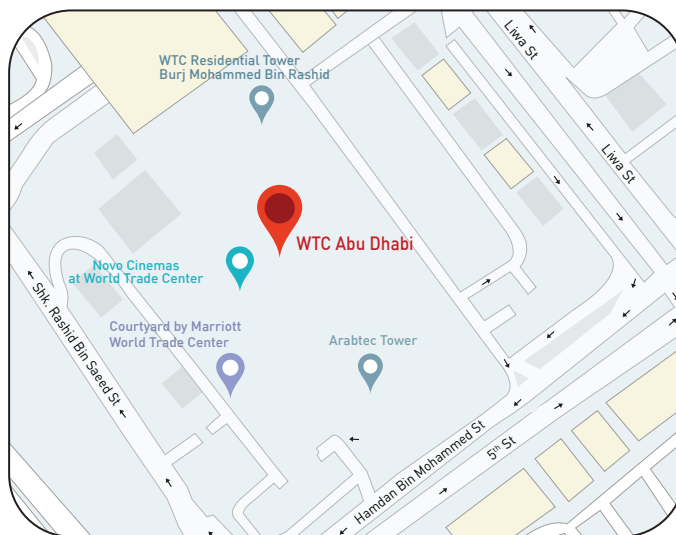 WTC Residential Tower
Burj Mohammed Bin Rashid
Liwa St
Liwa St
WTC Abu Dhabi
Novo Cinemas
at World Trade Center
Shk. Rashid Bin Saeed St
Courtyard by Marriott
World Trade Center
Arabtec Tower
Hamdan Bin Mohammed St
5th St